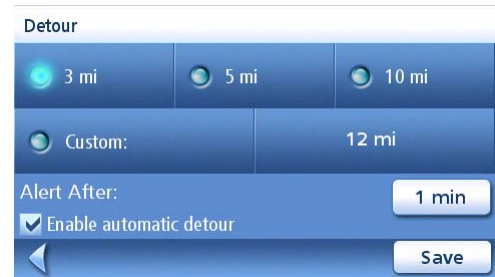 Detour
3 mi 5 mi 10 mi
Custom: 12 mi
Alert After: 1 min
Enable automatic detour
Save